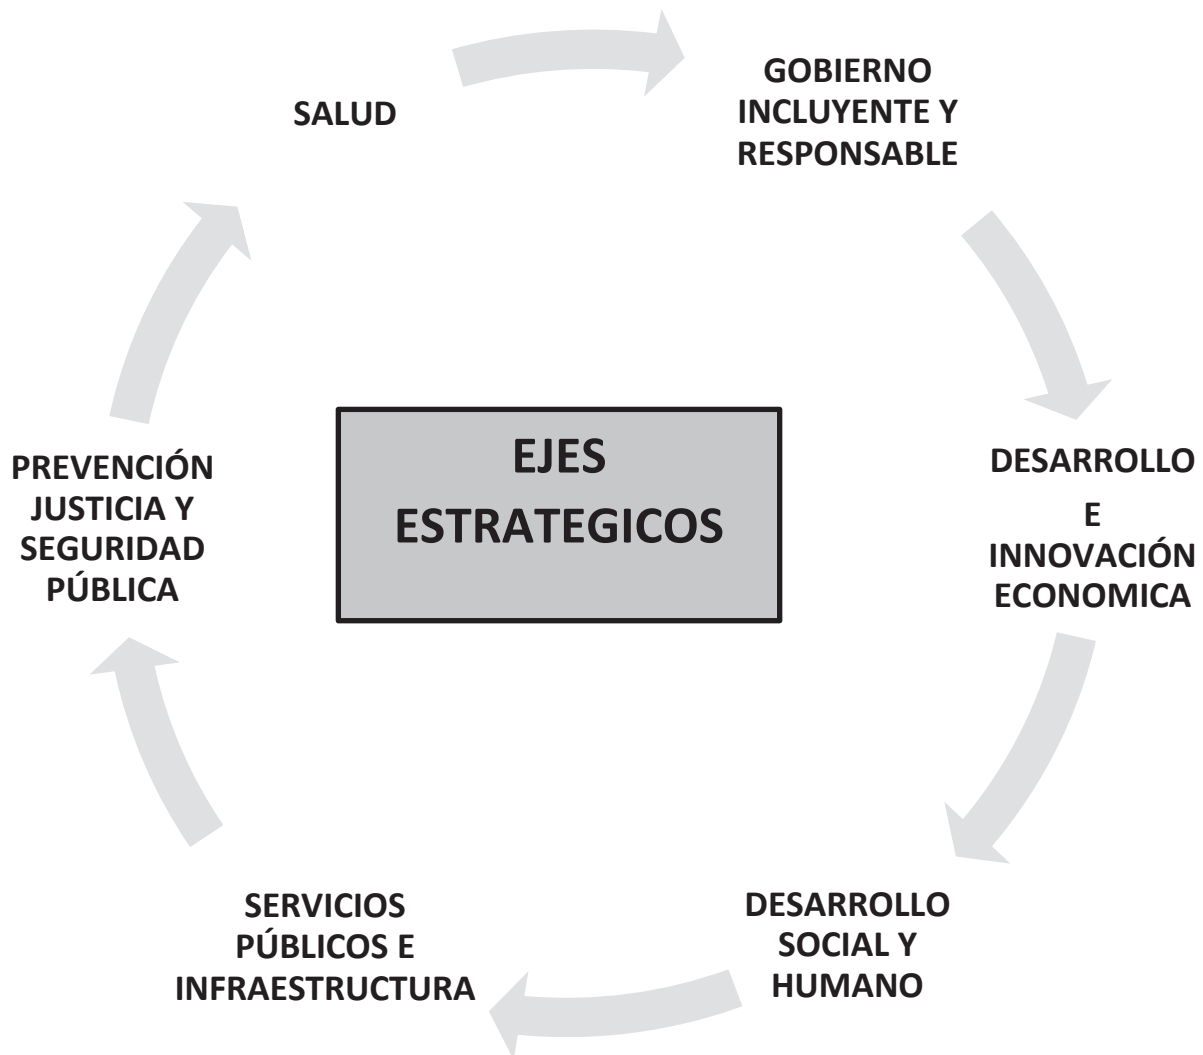 SALUD
GOBIERNO
INCLUYENTE Y
RESPONSABLE
DESARROLLO
E
INNOVACIÓN
ECONOMICA
DESARROLLO
SOCIAL Y
HUMANO
SERVICIOS
PÚBLICOS E
INFRAESTRUCTURA
PREVENCIÓN
JUSTICIA Y
SEGURIDAD
PÚBLICA
EJES
ESTRATEGICOS